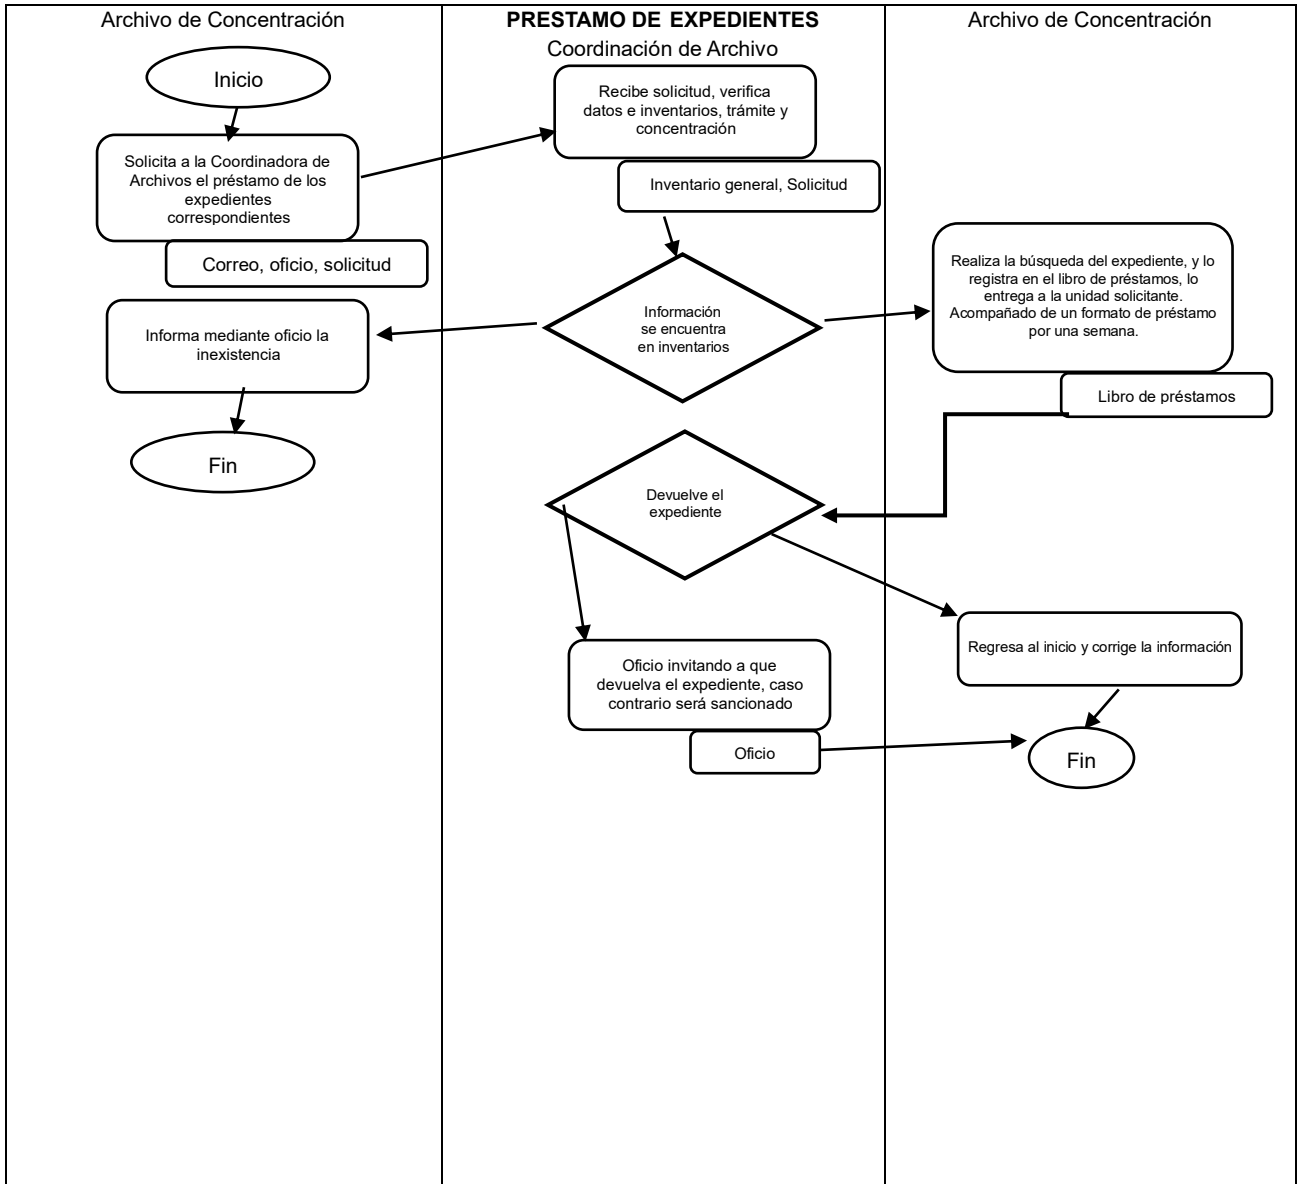 Archivo de Concentración
PRESTAMO DE EXPEDIENTES
Coordinación de Archivo
Archivo de Concentración
Inicio
Recibe solicitud, verifica
datos e inventarios, trámite y
concentración
Solicita a la Coordinadora de
Archivos el préstamo de los
expedientes
correspondientes
Inventario general, Solicitud
Correo, oficio, solicitud
Realiza la búsqueda del expediente, y lo
registra en el libro de préstamos, lo
entrega a la unidad solicitante.
Acompañado de un formato de préstamo
por una semana.
Información
se encuentra
en inventarios
Informa mediante oficio la
inexistencia
Libro de préstamos
Fin
Devuelve el
expediente
Regresa al inicio y corrige la información
Oficio invitando a que
devuelva el expediente, caso
contrario será sancionado
Oficio
Fin